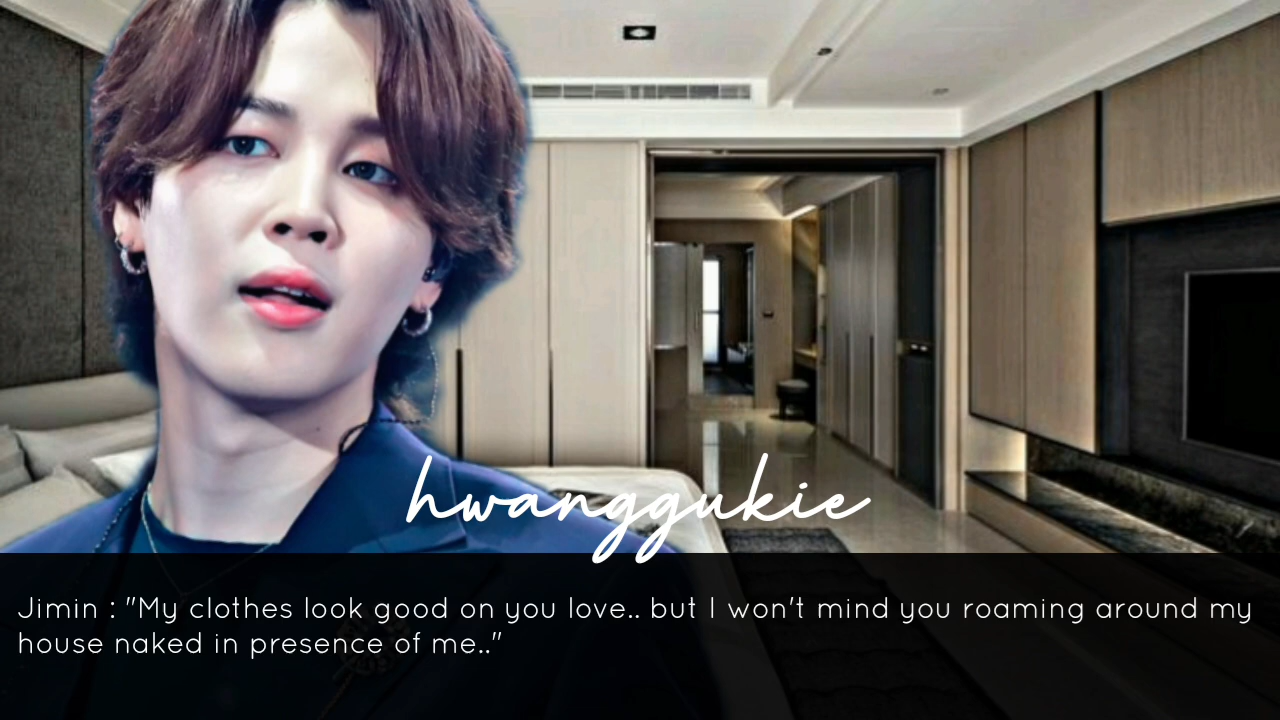 hwanggukie
Jimin : "My clothes look good on you love.. but I won't mind you roaming around my
house naked in presence of me.."